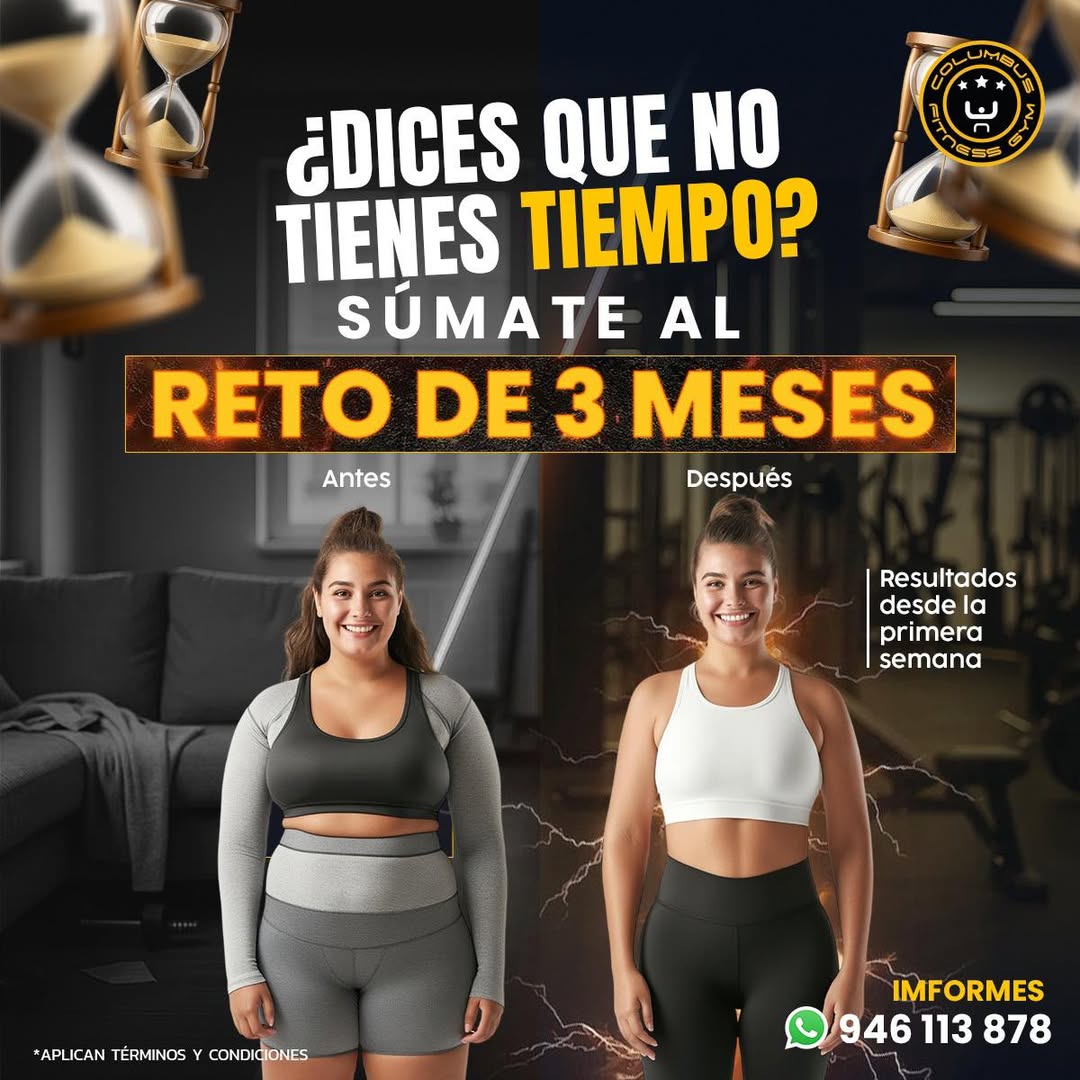 COLUMBUS
FITNESS GYM
¿DICES QUE NO
TIENES TIEMPO?
SÚMATE AL
RETO DE 3 MESES
Antes
Después
Resultados
desde la
primera
semana
IMFORMES
946 113 878
*APLICAN TÉRMINOS Y CONDICIONES